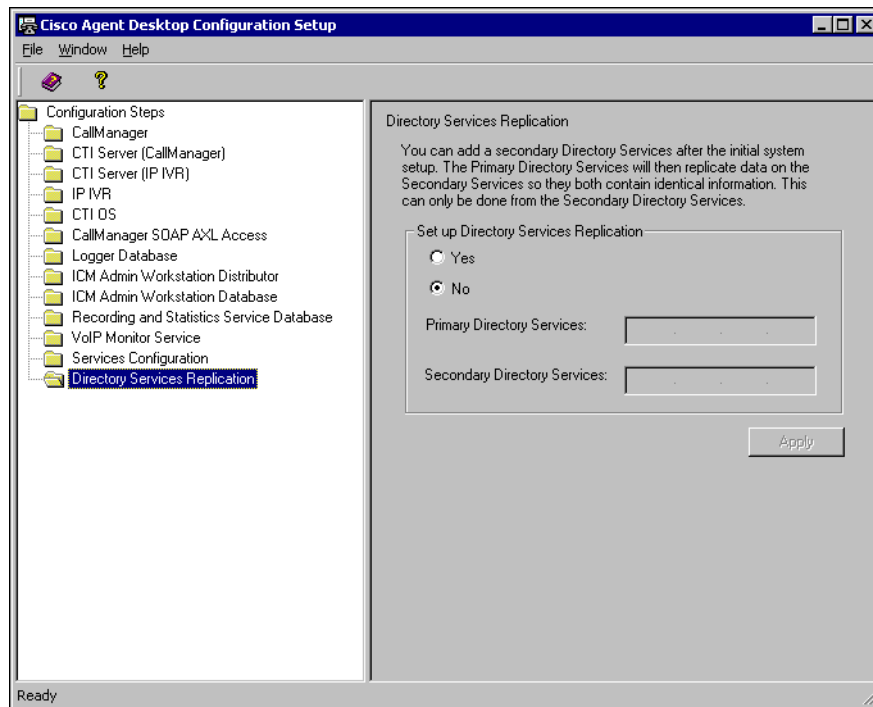 Cisco Agent Desktop Configuration Setup
File Window Help
Configuration Steps
CallManager
CTI Server (CallManager)
CTI Server (IP IVR)
IP IVR
CTI OS
CallManager SOAP AXL Access
Logger Database
ICM Admin Workstation Distributor
ICM Admin Workstation Database
Recording and Statistics Service Database
VoIP Monitor Service
Services Configuration
Directory Services Replication
Directory Services Replication
You can add a secondary Directory Services after the initial system
setup. The Primary Directory Services will then replicate data on the
Secondary Services so they both contain identical information. This
can only be done from the Secondary Directory Services.
Set up Directory Services Replication
Yes
No
Primary Directory Services:
Secondary Directory Services:
Apply
Ready